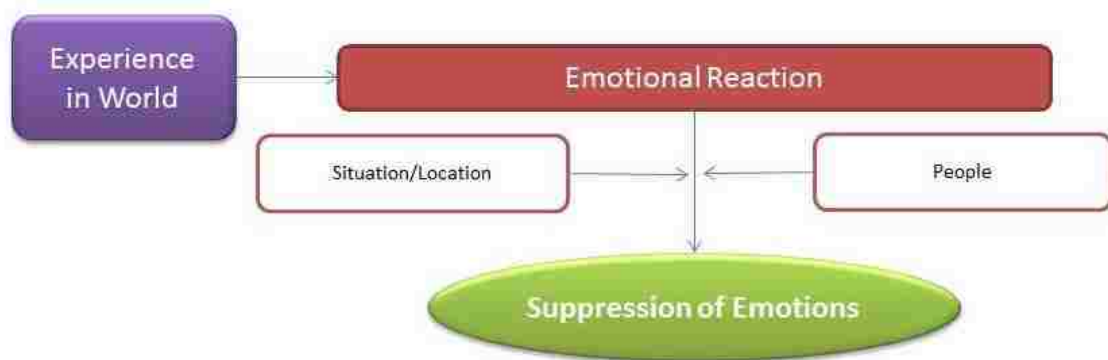 Experience
in World
Emotional Reaction
Situation/Location
People
Suppression of Emotions